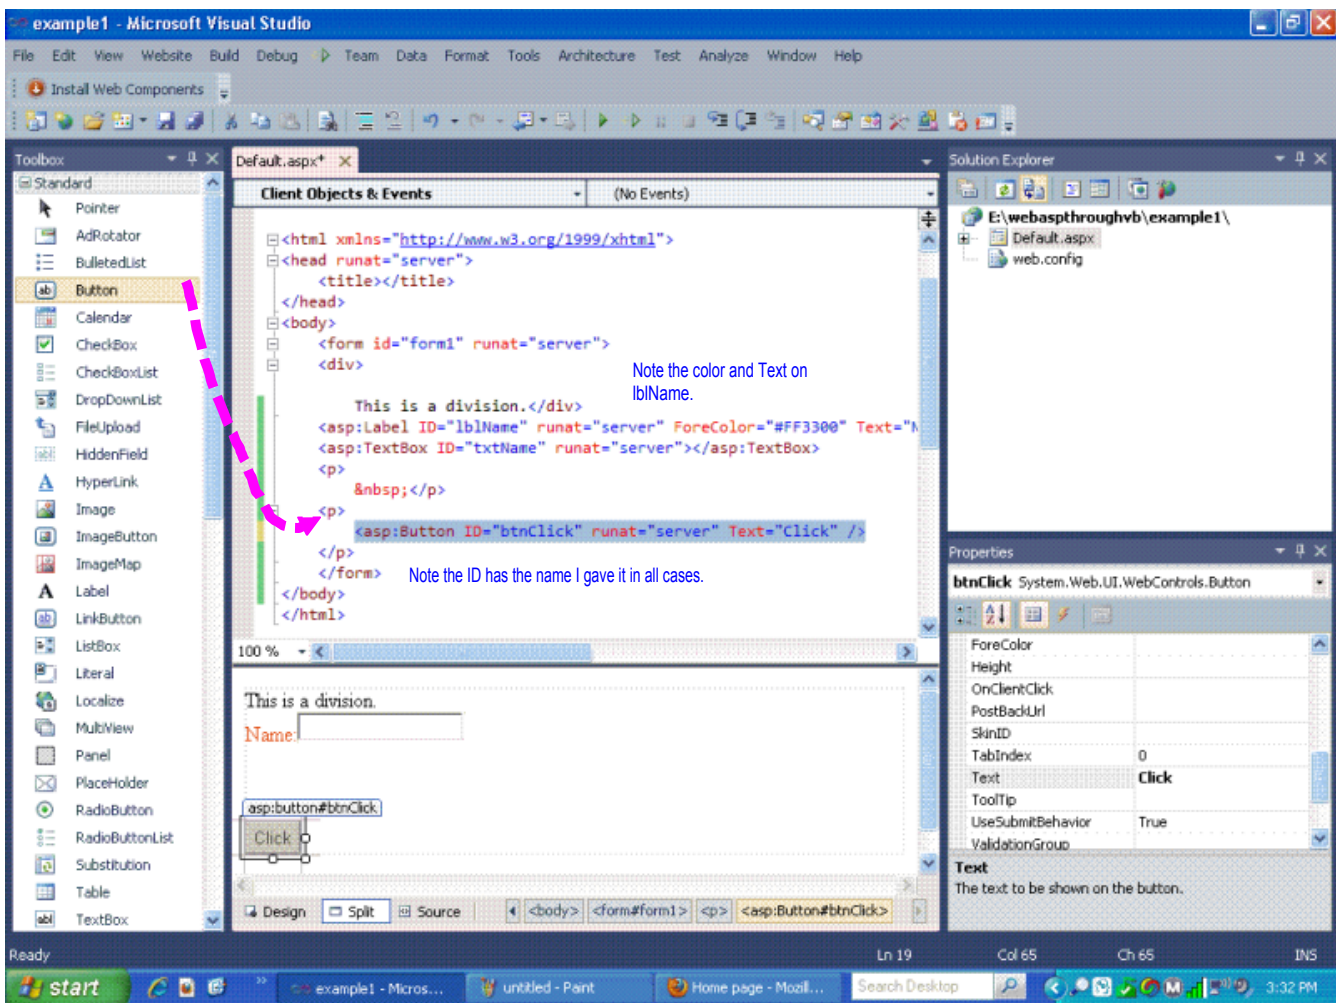 example1 - Microsoft Visual Studio
File Edit View Website Build Debug Team Data Format Tools Architecture Test Analyze Window Help
Install Web Components
Toolbox
Standard
Pointer
AdRotator
BulletedList
Button
Calendar
CheckBox
CheckBoxList
DropDownList
FileUpload
HiddenField
HyperLink
Image
ImageButton
ImageMap
Label
LinkButton
ListBox
Literal
Localize
MultiView
Panel
PlaceHolder
RadioButton
RadioButtonList
Substitution
Table
TextBox
Default.aspx*
Client Objects & Events (No Events)
<html xmlns="http://www.w3.org/1999/xhtml">
<head runat="server">
<title></title>
</head>
<body>
<form id="form1" runat="server">
<div>
Note the color and Text on
lblName.
This is a division.</div>
<asp:Label ID="lblName" runat="server" ForeColor="#FF3300" Text="N
<asp:TextBox ID="txtName" runat="server"></asp:TextBox>
<p>
&nbsp;</p>
<p>
<asp:Button ID="btnClick" runat="server" Text="Click" />
</p>
</form>
Note the ID has the name I gave it in all cases.
</body>
</html>
100 %
This is a division.
Name:
asp:button#btnClick
Click
Design Split Source <body> <form#form1> <p> <asp:Button#btnClick>
Solution Explorer
E:\webaspthroughvb\example1\
Default.aspx
web.config
Properties
btnClick System.Web.UI.WebControls.Button
ForeColor
Height
OnClientClick
PostBackUrl
SkinID
TabIndex 0
Text Click
ToolTip
UseSubmitBehavior True
ValidationGroup
Text
The text to be shown on the button.
Ready Ln 19 Col 65 Ch 65 INS
start example1 - Micros... untitled - Paint Home page - Mozill... Search Desktop 3:32 PM